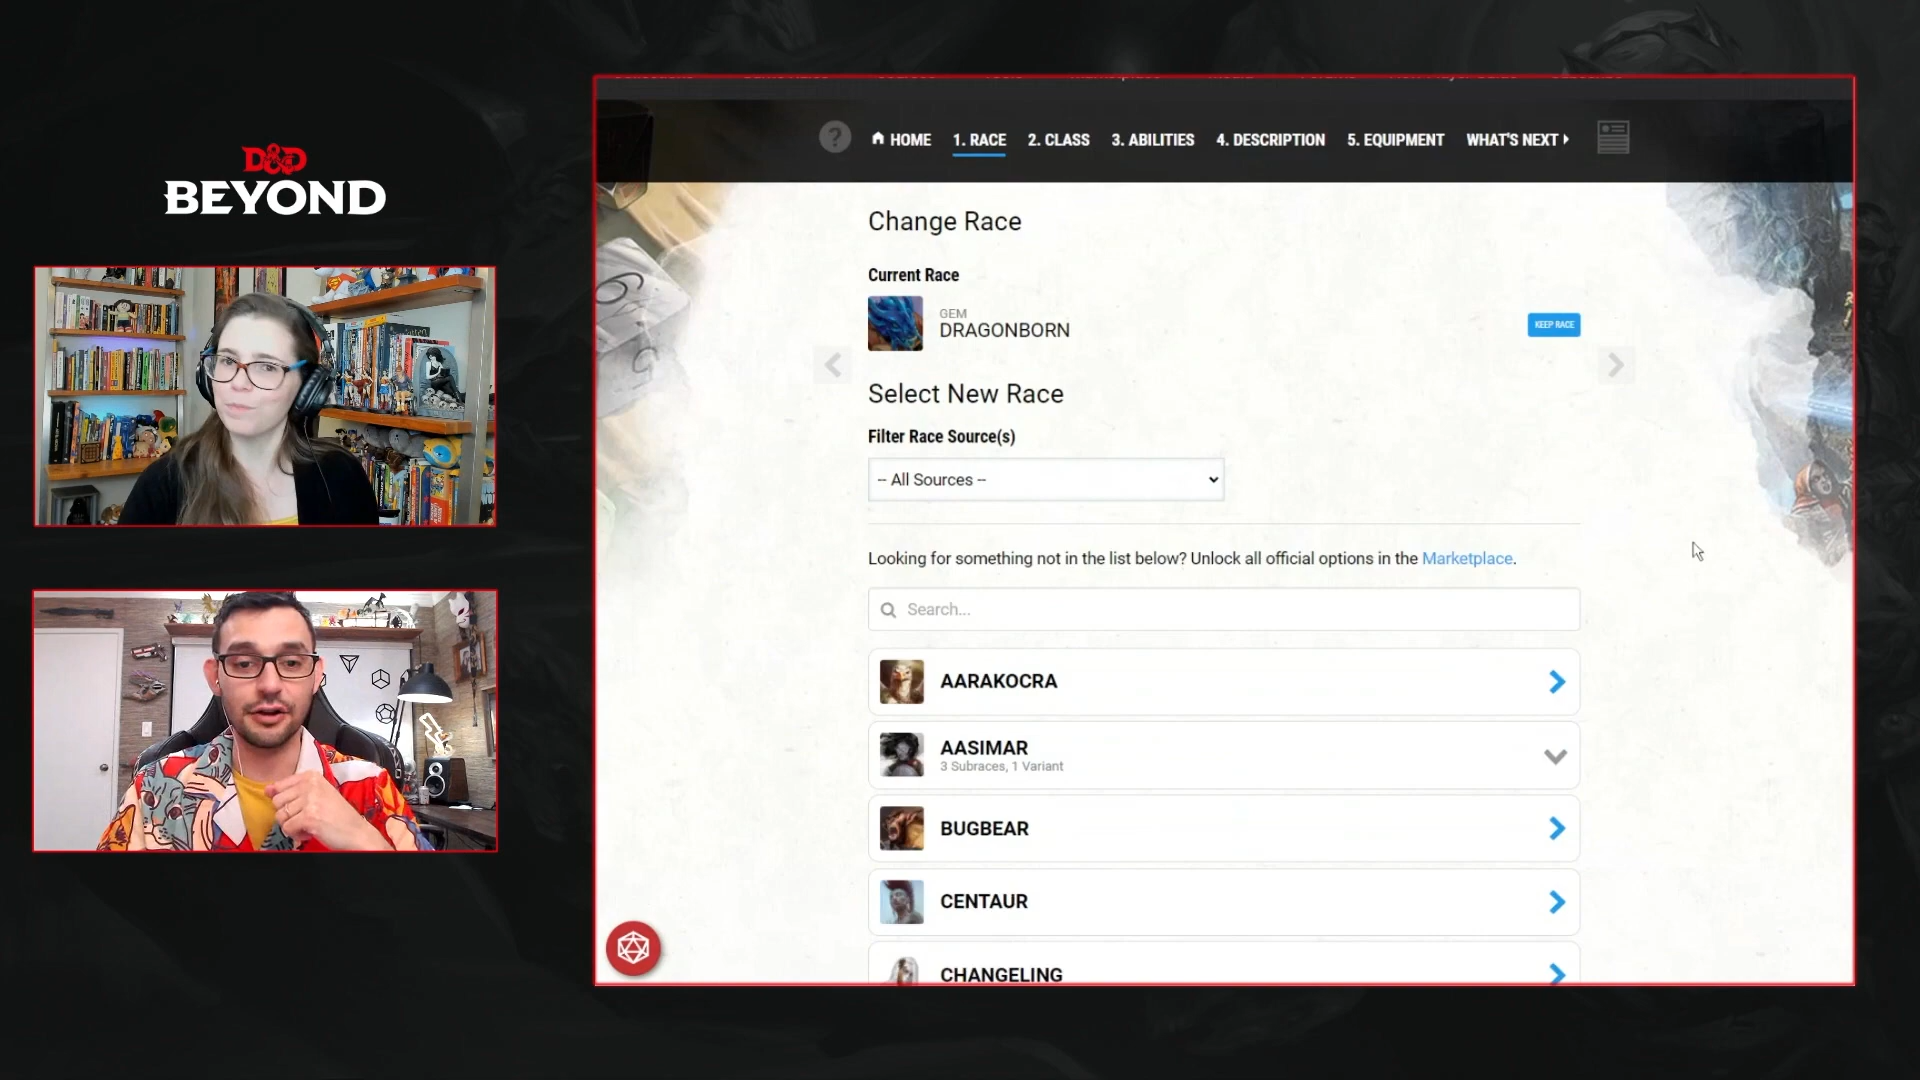 D&D
BEYOND
HOME
1. RACE
2. CLASS
3. ABILITIES
4. DESCRIPTION
5. EQUIPMENT
WHAT'S NEXT
Change Race
Current Race
GEM
DRAGONBORN
KEEP RACE
Select New Race
Filter Race Source(s)
-- All Sources --
Looking for something not in the list below? Unlock all official options in the Marketplace.
Search...
AARAKOCRA
AASIMAR
3 Subraces, 1 Variant
BUGBEAR
CENTAUR
CHANGELING